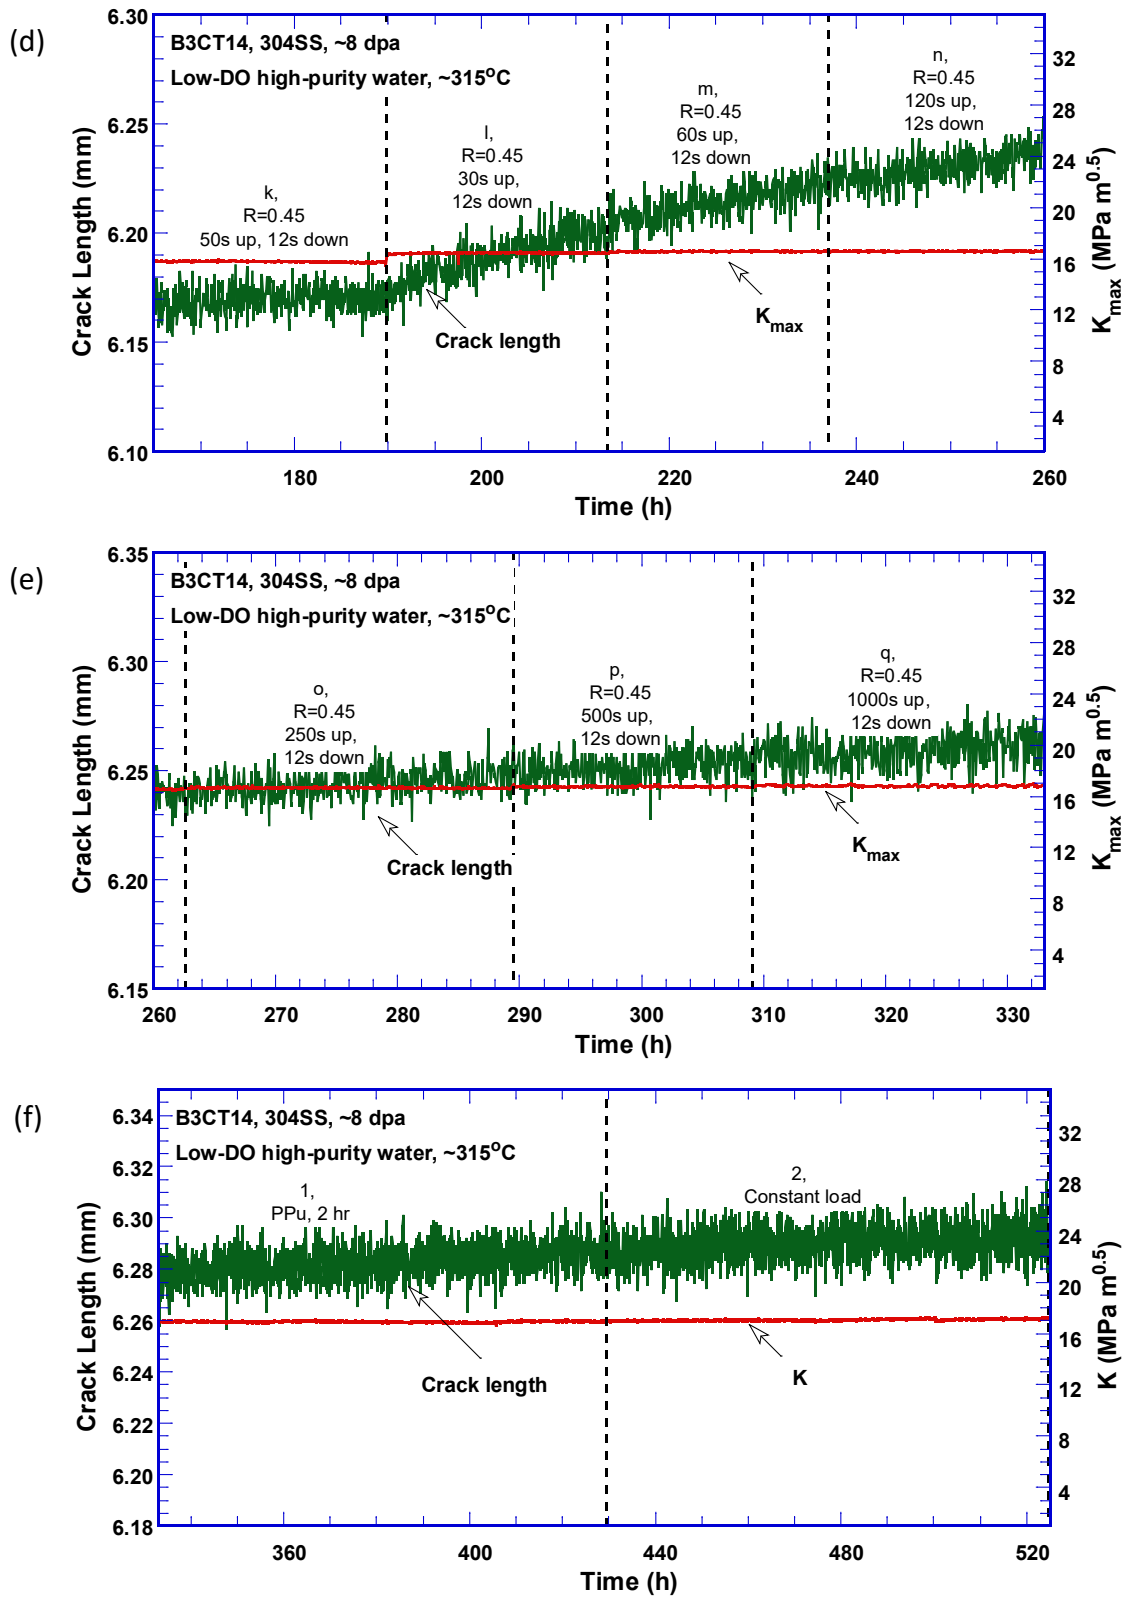 (d)
6.30
6.25
6.20
6.15
6.10
Crack Length (mm)
B3CT14, 304SS, ~8 dpa
Low-DO high-purity water, ~315°C
k,
R=0.45
50s up, 12s down
l,
R=0.45
30s up,
12s down
m,
R=0.45
60s up,
12s down
n,
R=0.45
120s up,
12s down
Crack length
Kmax
32
28
24
20
16
12
8
4
Kmax (MPa m0.5)
180
200
220
240
260
Time (h)
(e)
6.35
6.30
6.25
6.20
6.15
Crack Length (mm)
B3CT14, 304SS, ~8 dpa
Low-DO high-purity water, ~315°C
o,
R=0.45
250s up,
12s down
p,
R=0.45
500s up,
12s down
q,
R=0.45
1000s up,
12s down
Crack length
Kmax
32
28
24
20
16
12
8
4
Kmax (MPa m0.5)
260
270
280
290
300
310
320
330
Time (h)
(f)
6.34
6.32
6.30
6.28
6.26
6.24
6.22
6.20
6.18
Crack Length (mm)
B3CT14, 304SS, ~8 dpa
Low-DO high-purity water, ~315°C
1,
PPu, 2 hr
2,
Constant load
Crack length
K
32
28
24
20
16
12
8
4
K (MPa m0.5)
360
400
440
480
520
Time (h)